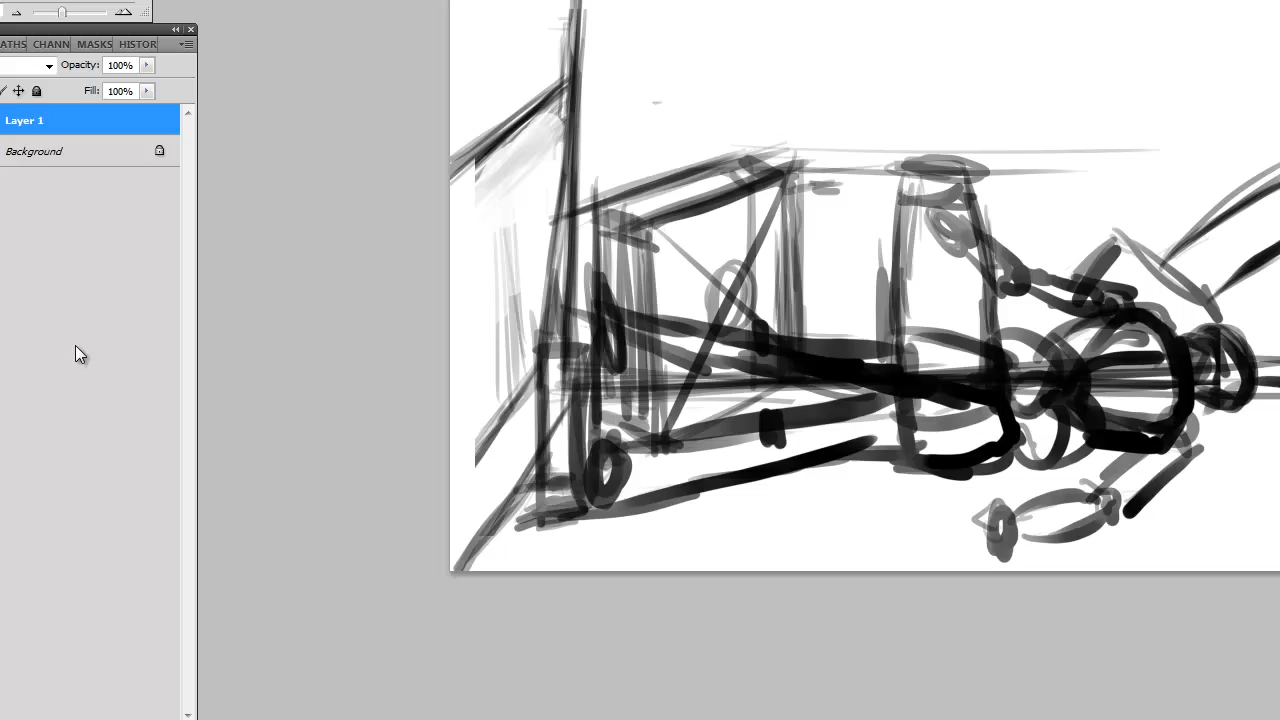 ATHS CHANN MASKS HISTOR
Opacity: 100%
Fill: 100%
Layer 1
Background